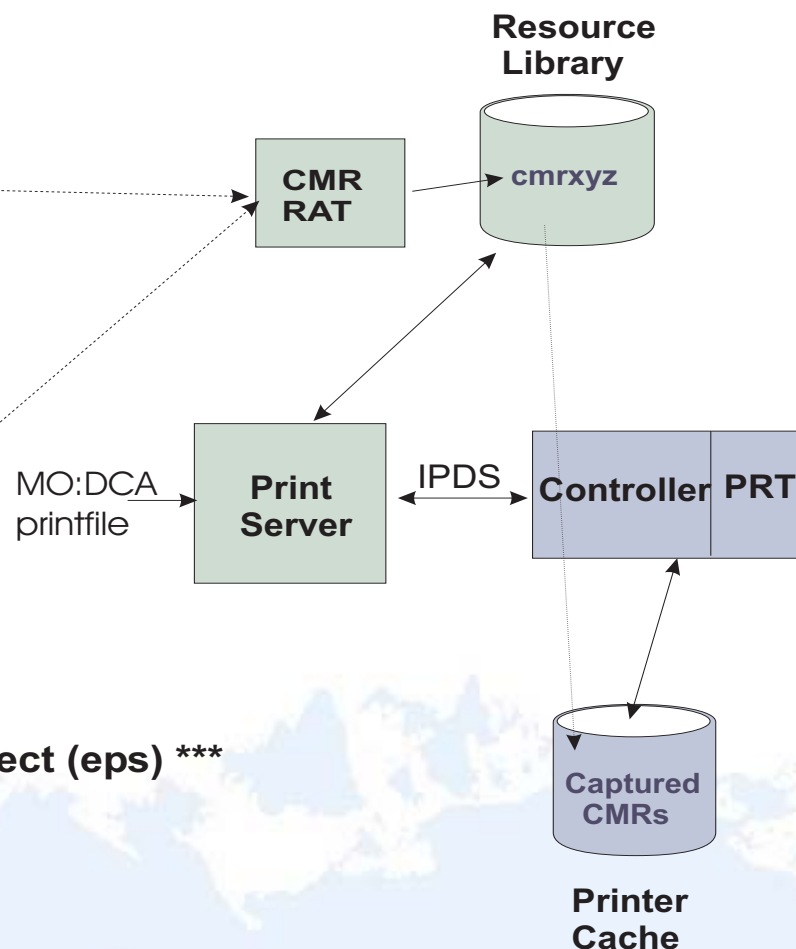 Resource
Library
CMR
RAT
cmrxyz
MO:DCA
printfile
Print
Server
IPDS
Controller
PRT
ect (eps) ***
Captured
CMRs
Printer
Cache